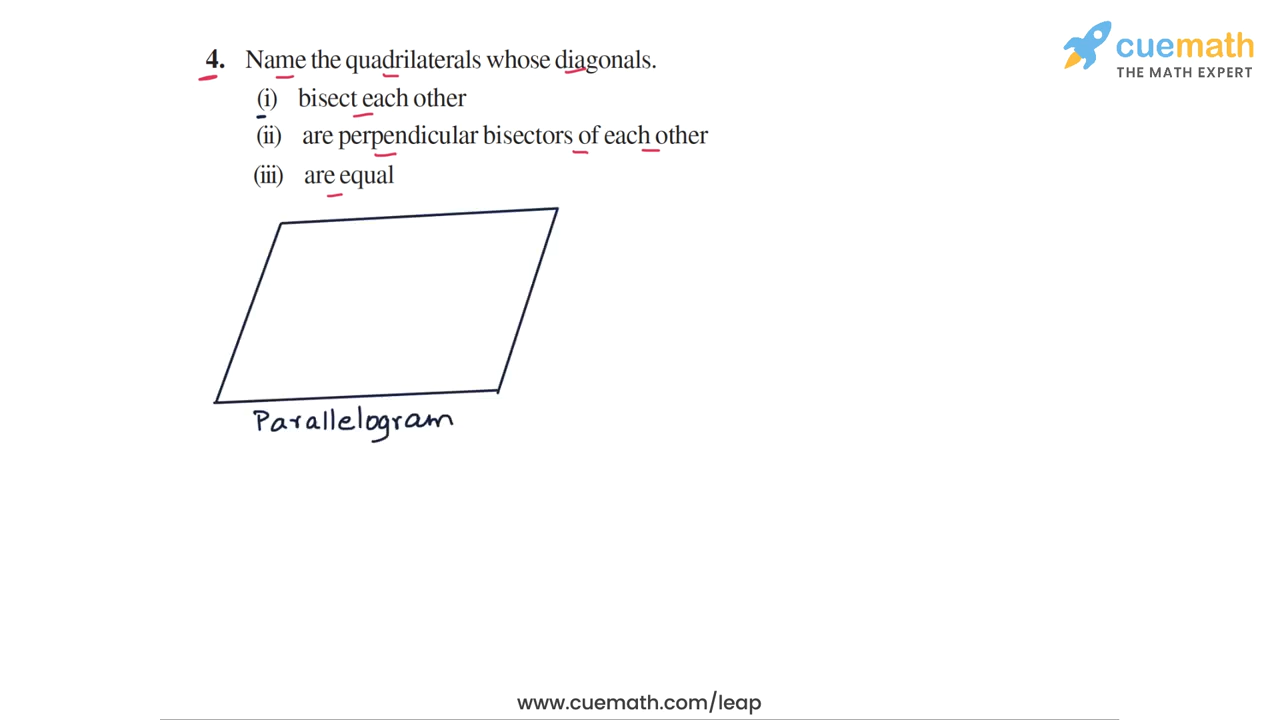 4. Name the quadrilaterals whose diagonals.
(i) bisect each other
(ii) are perpendicular bisectors of each other
(iii) are equal
Parallelogram
cuemath
THE MATH EXPERT
www.cuemath.com/leap